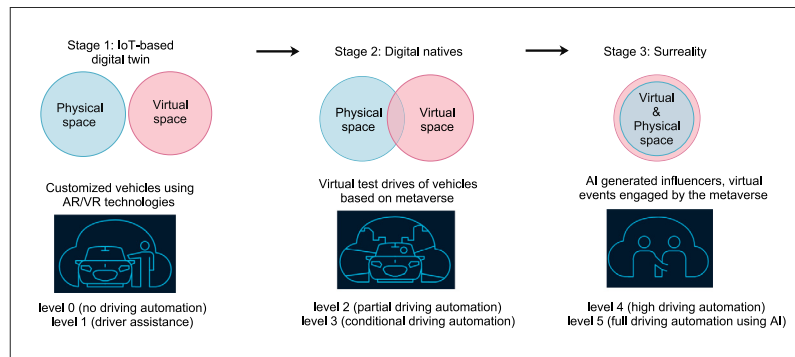 Stage 1: IoT-based
digital twin
Stage 2: Digital natives
Stage 3: Surreality
Physical
space
Virtual
space
Physical
space
Virtual
space
Virtual
&
Physical
space
Customized vehicles using
AR/VR technologies
Virtual test drives of vehicles
based on metaverse
AI generated influencers, virtual
events engaged by the metaverse
level 0 (no driving automation)
level 1 (driver assistance)
level 2 (partial driving automation)
level 3 (conditional driving automation)
level 4 (high driving automation)
level 5 (full driving automation using AI)